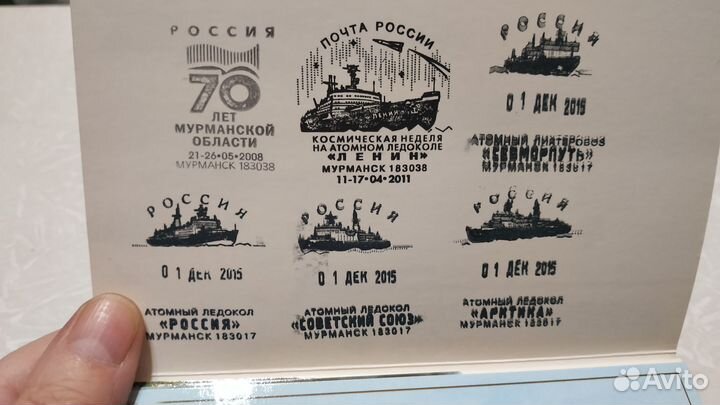 РОССИЯ
70
ЛЕТ
МУРМАНСКОЙ
ОБЛАСТИ
21-26•05•2008
МУРМАНСК 183038
ПОЧТА РОССИИ
КОСМИЧЕСКАЯ НЕДЕЛЯ
НА АТОМНОМ ЛЕДОКОЛЕ
«ЛЕНИН»
МУРМАНСК 183038
11-17•04•2011
РОССИЯ
01 ДЕК 2015
АТОМНЫЙ ЛИХТЕРОВОЗ
«СЕВМОРПУТЬ»
МУРМАНСК 183017
РОССИЯ
01 ДЕК 2015
АТОМНЫЙ ЛЕДОКОЛ
«РОССИЯ»
МУРМАНСК 183017
РОССИЯ
01 ДЕК 2015
АТОМНЫЙ ЛЕДОКОЛ
«СОВЕТСКИЙ СОЮЗ»
МУРМАНСК 183017
РОССИЯ
01 ДЕК 2015
АТОМНЫЙ ЛЕДОКОЛ
«АРКТИКА»
МУРМАНСК 183017
Avito